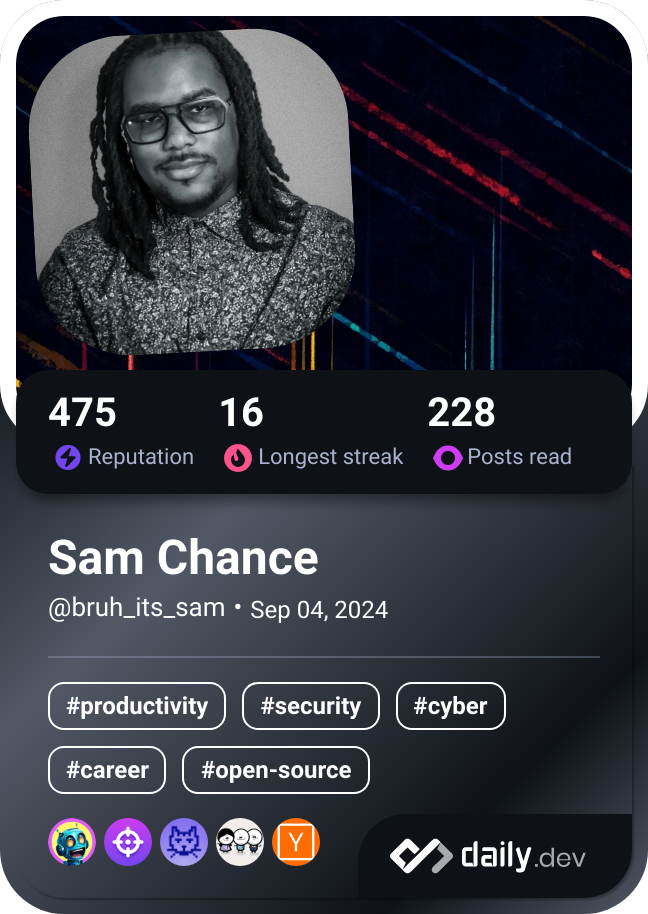 475 16 228
Reputation Longest streak Posts read
Sam Chance
@bruh_its_sam • Sep 04, 2024
#productivity #security #cyber
#career #open-source
Y
daily.dev